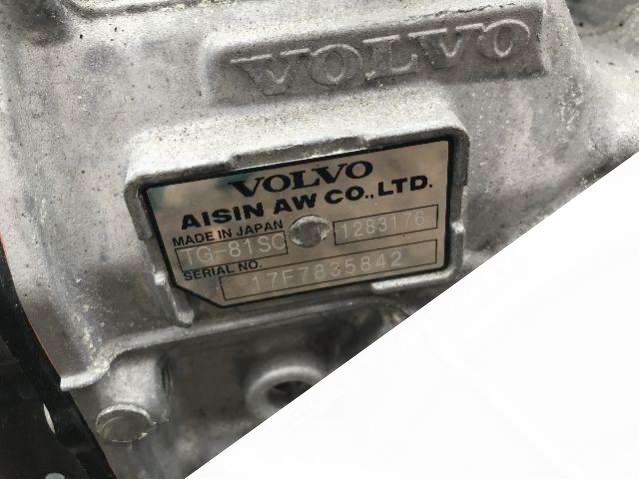 VOLVO
VOLVO
AISIN AW CO.,LTD.
MADE IN JAPAN
TG-81SC 1283176
SERIAL NO.
17F7835842